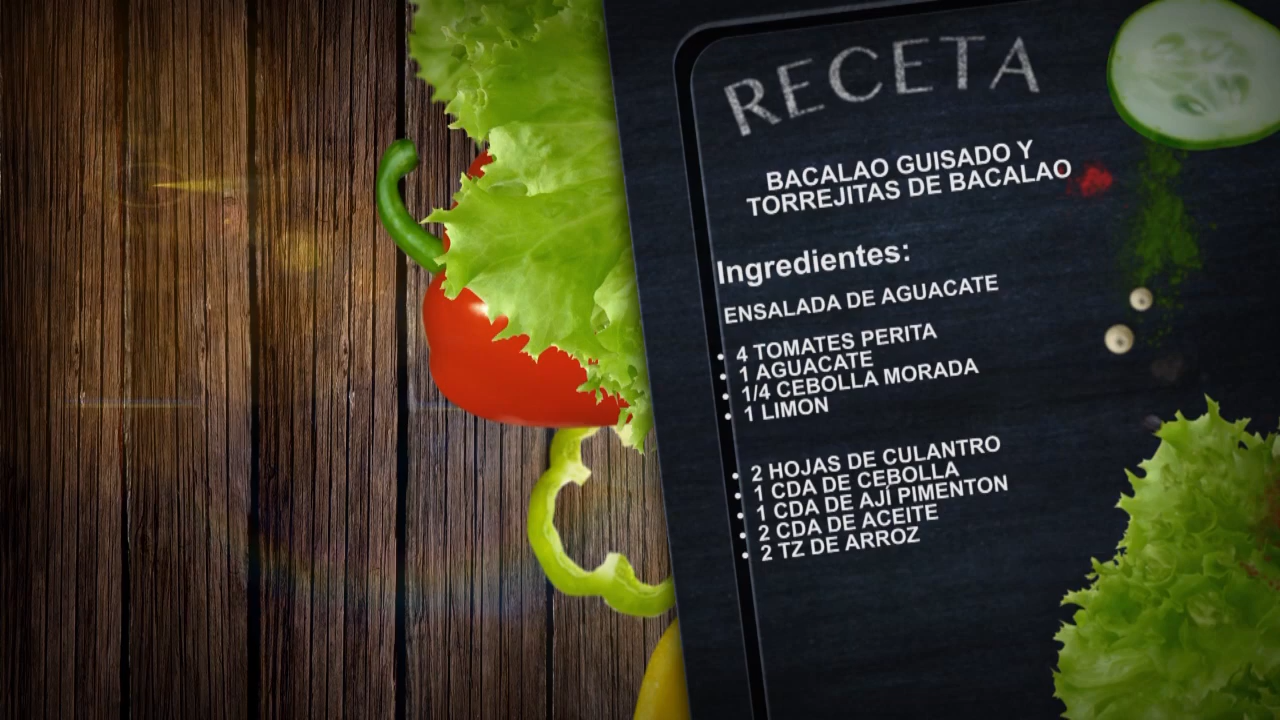 RECETA
BACALAO GUISADO Y
TORREJITAS DE BACALAO
Ingredientes:
ENSALADA DE AGUACATE
• 4 TOMATES PERITA
• 1 AGUACATE
• 1/4 CEBOLLA MORADA
• 1 LIMON
• 2 HOJAS DE CULANTRO
• 1 CDA DE CEBOLLA
• 1 CDA DE AJÍ PIMENTON
• 2 CDA DE ACEITE
• 2 TZ DE ARROZ